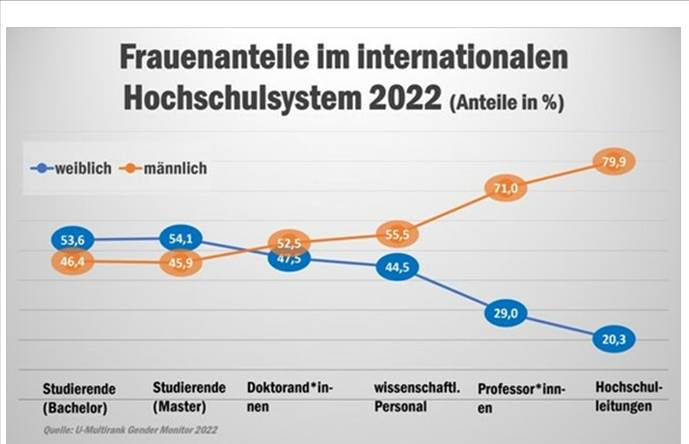 Frauenanteile im internationalen
Hochschulsystem 2022 (Anteile in %)
weiblich männlich
79,9
71,0
53,6 54,1 52,5 55,5
46,4 45,9 47,5 44,5
29,0
20,3
Studierende Studierende Doktorand*in- wissenschaftl. Professor*inn- Hochschul-
(Bachelor) (Master) nen Personal en leitungen
Quelle: U-Multirank Gender Monitor 2022